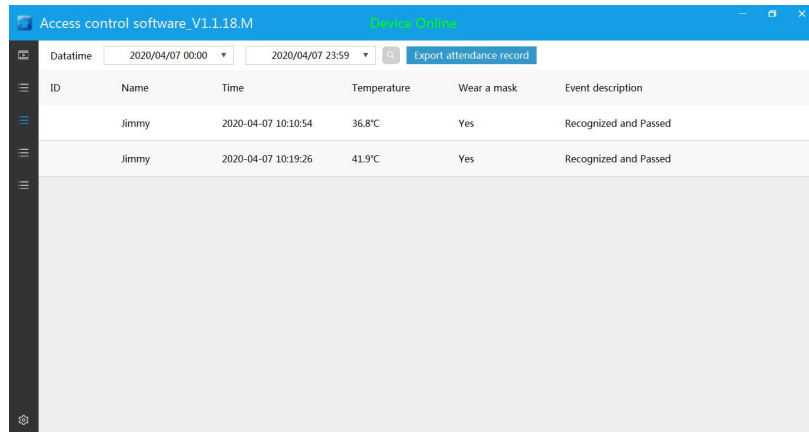 Access control software_V1.1.18.M Device Online
Datatime 2020/04/07 00:00 2020/04/07 23:59 Export attendance record
ID Name Time Temperature Wear a mask Event description
Jimmy 2020-04-07 10:10:54 36.8℃ Yes Recognized and Passed
Jimmy 2020-04-07 10:19:26 41.9℃ Yes Recognized and Passed